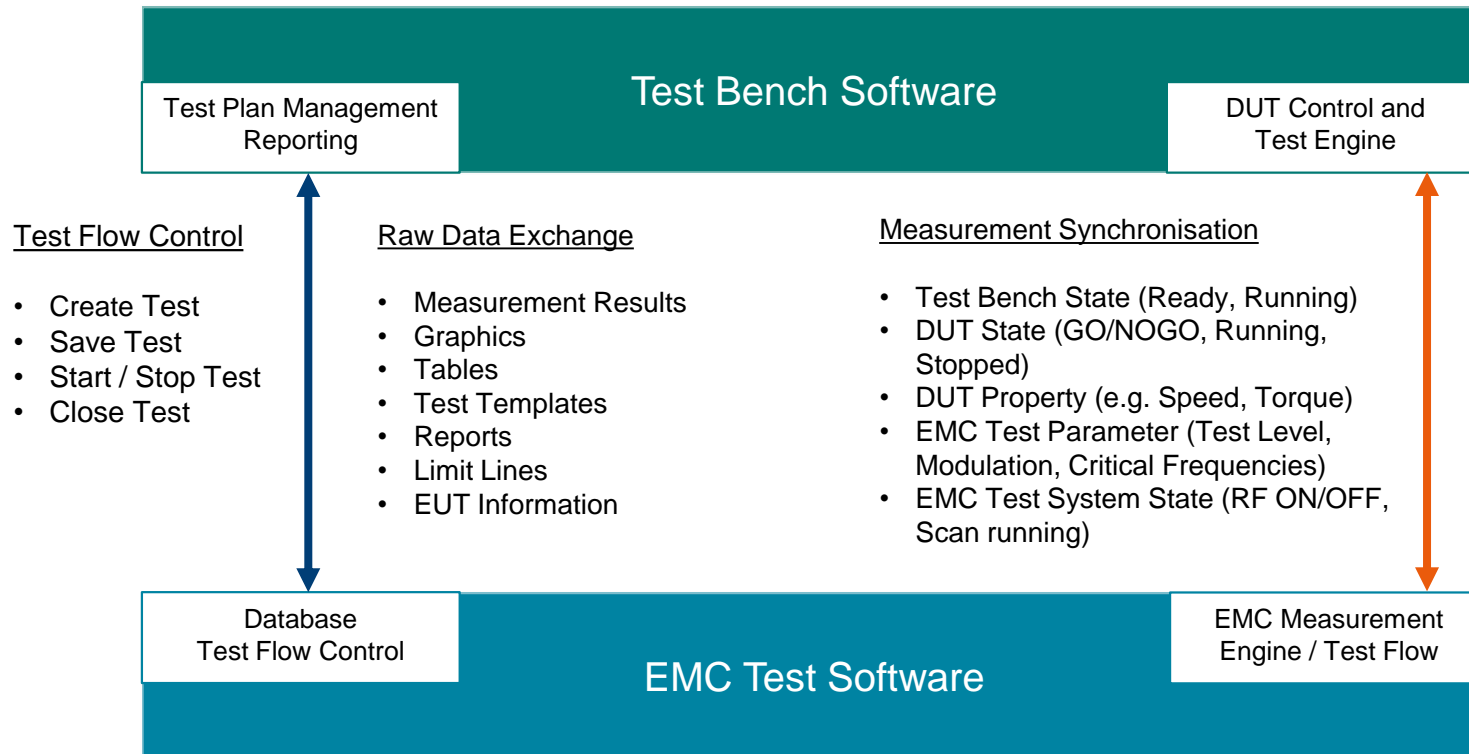 Test Bench Software
Test Plan Management
Reporting
DUT Control and
Test Engine
Test Flow Control
• Create Test
• Save Test
• Start / Stop Test
• Close Test
Raw Data Exchange
• Measurement Results
• Graphics
• Tables
• Test Templates
• Reports
• Limit Lines
• EUT Information
Measurement Synchronisation
• Test Bench State (Ready, Running)
• DUT State (GO/NOGO, Running,
Stopped)
• DUT Property (e.g. Speed, Torque)
• EMC Test Parameter (Test Level,
Modulation, Critical Frequencies)
• EMC Test System State (RF ON/OFF,
Scan running)
Database
Test Flow Control
EMC Measurement
Engine / Test Flow
EMC Test Software